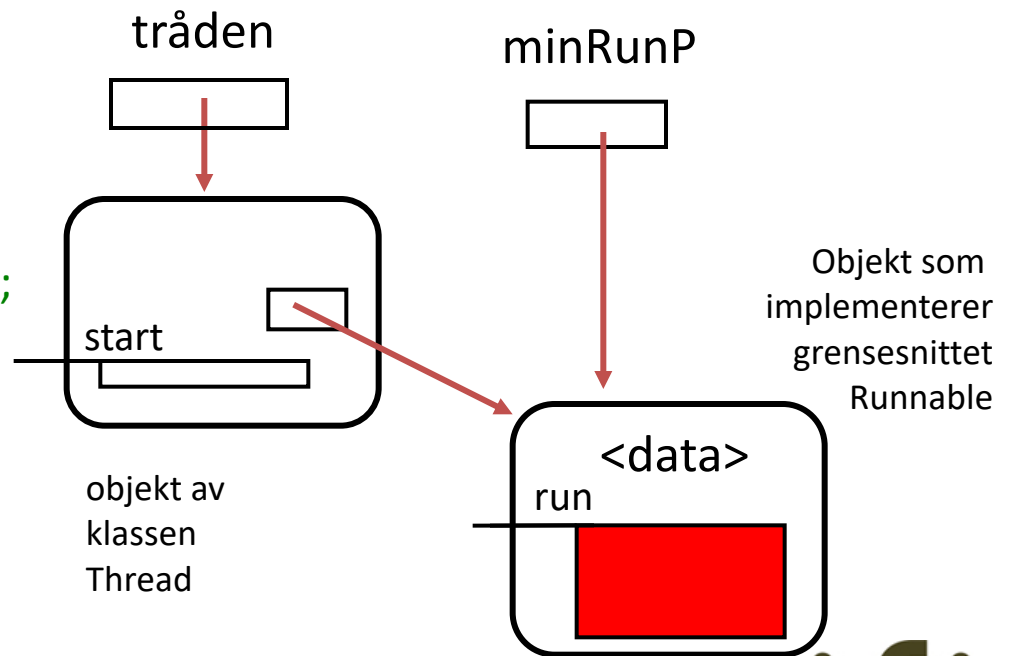 tråden
minRunP
;
start
Objekt som
implementerer
grensesnittet
Runnable
<data>
run
objekt av
klassen
Thread